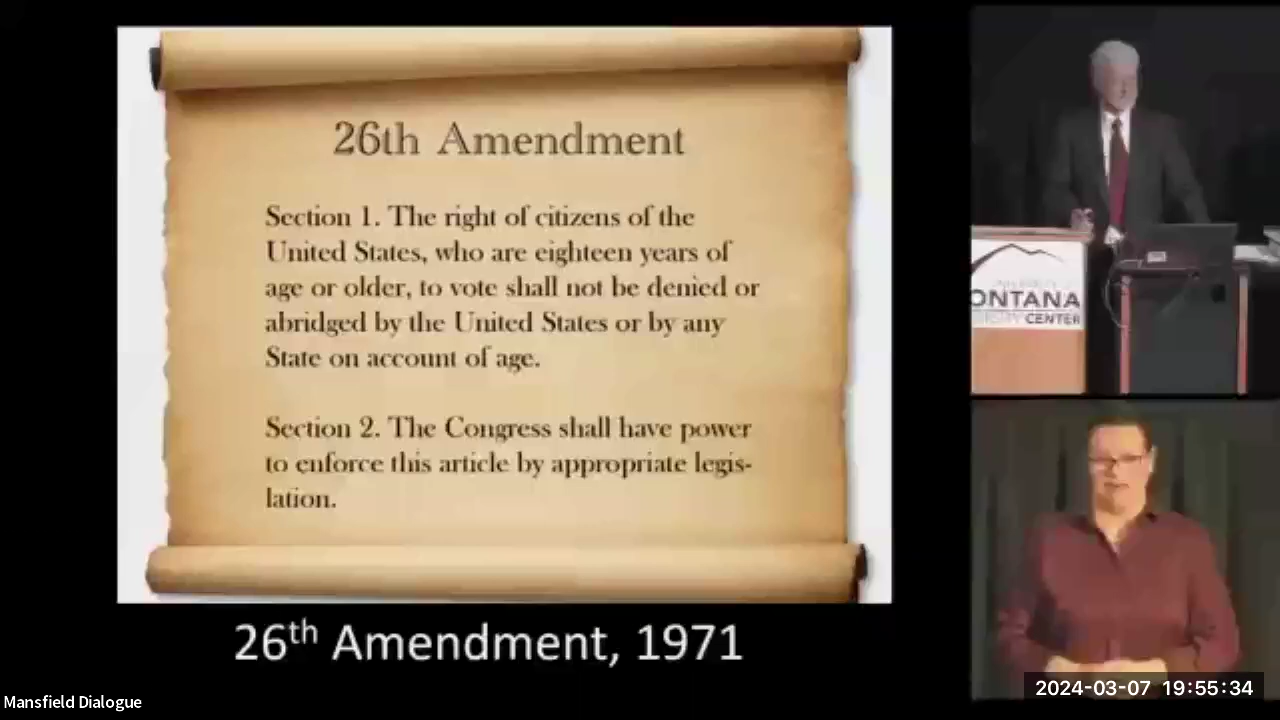 26th Amendment
Section 1. The right of citizens of the
United States, who are eighteen years of
age or older, to vote shall not be denied or
abridged by the United States or by any
State on account of age.
Section 2. The Congress shall have power
to enforce this article by appropriate legis-
lation.
26th Amendment, 1971
ONTANA
CENTER
2024-03-07 19:55:34
Mansfield Dialogue